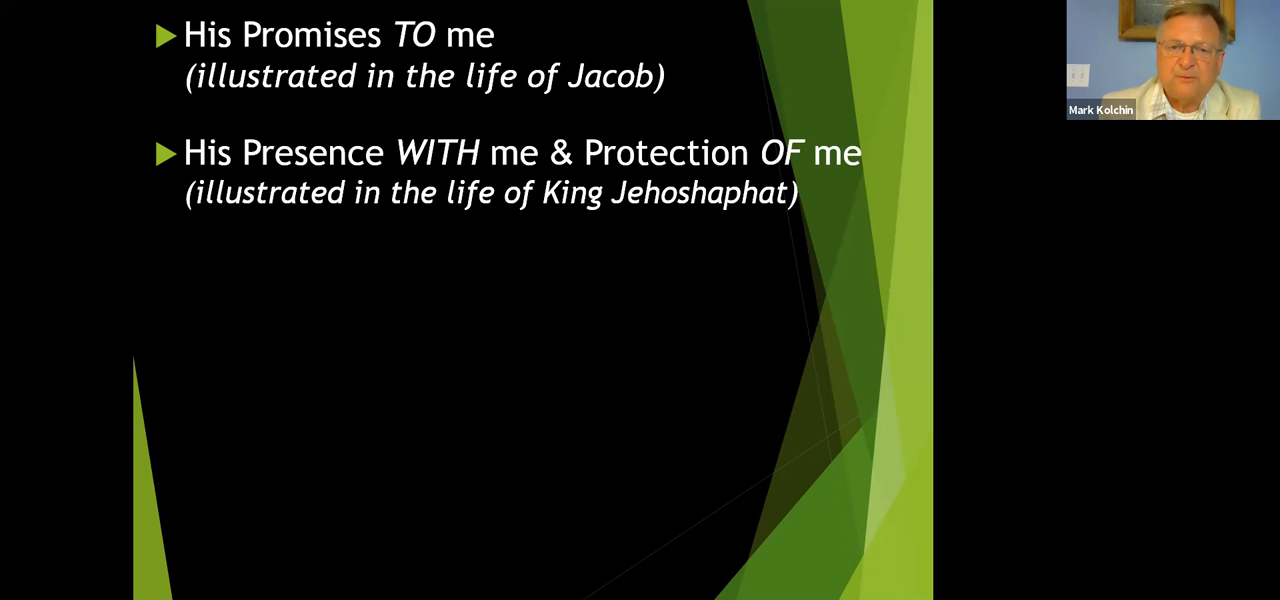 His Promises TO me
(illustrated in the life of Jacob)
His Presence WITH me & Protection OF me
(illustrated in the life of King Jehoshaphat)
Mark Kolchin